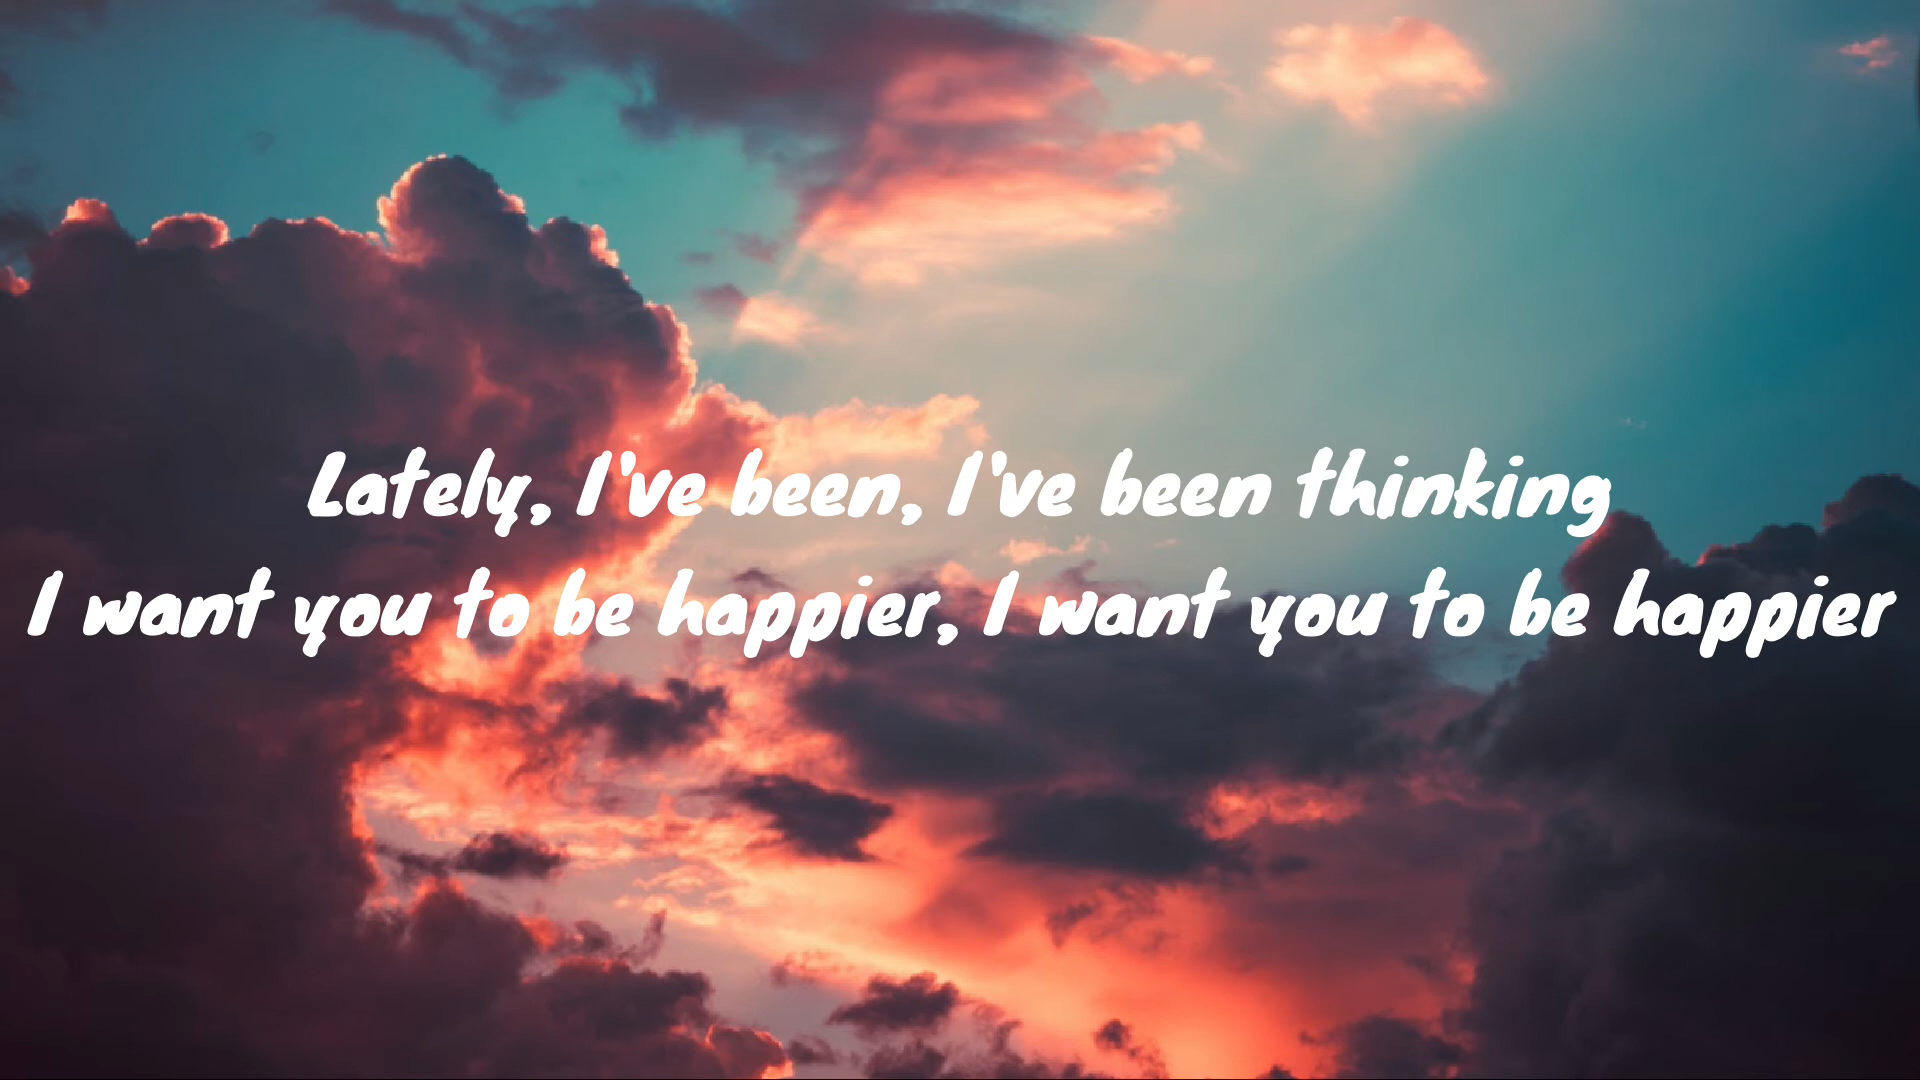 Lately, I've been, I've been thinking
I want you to be happier, I want you to be happier